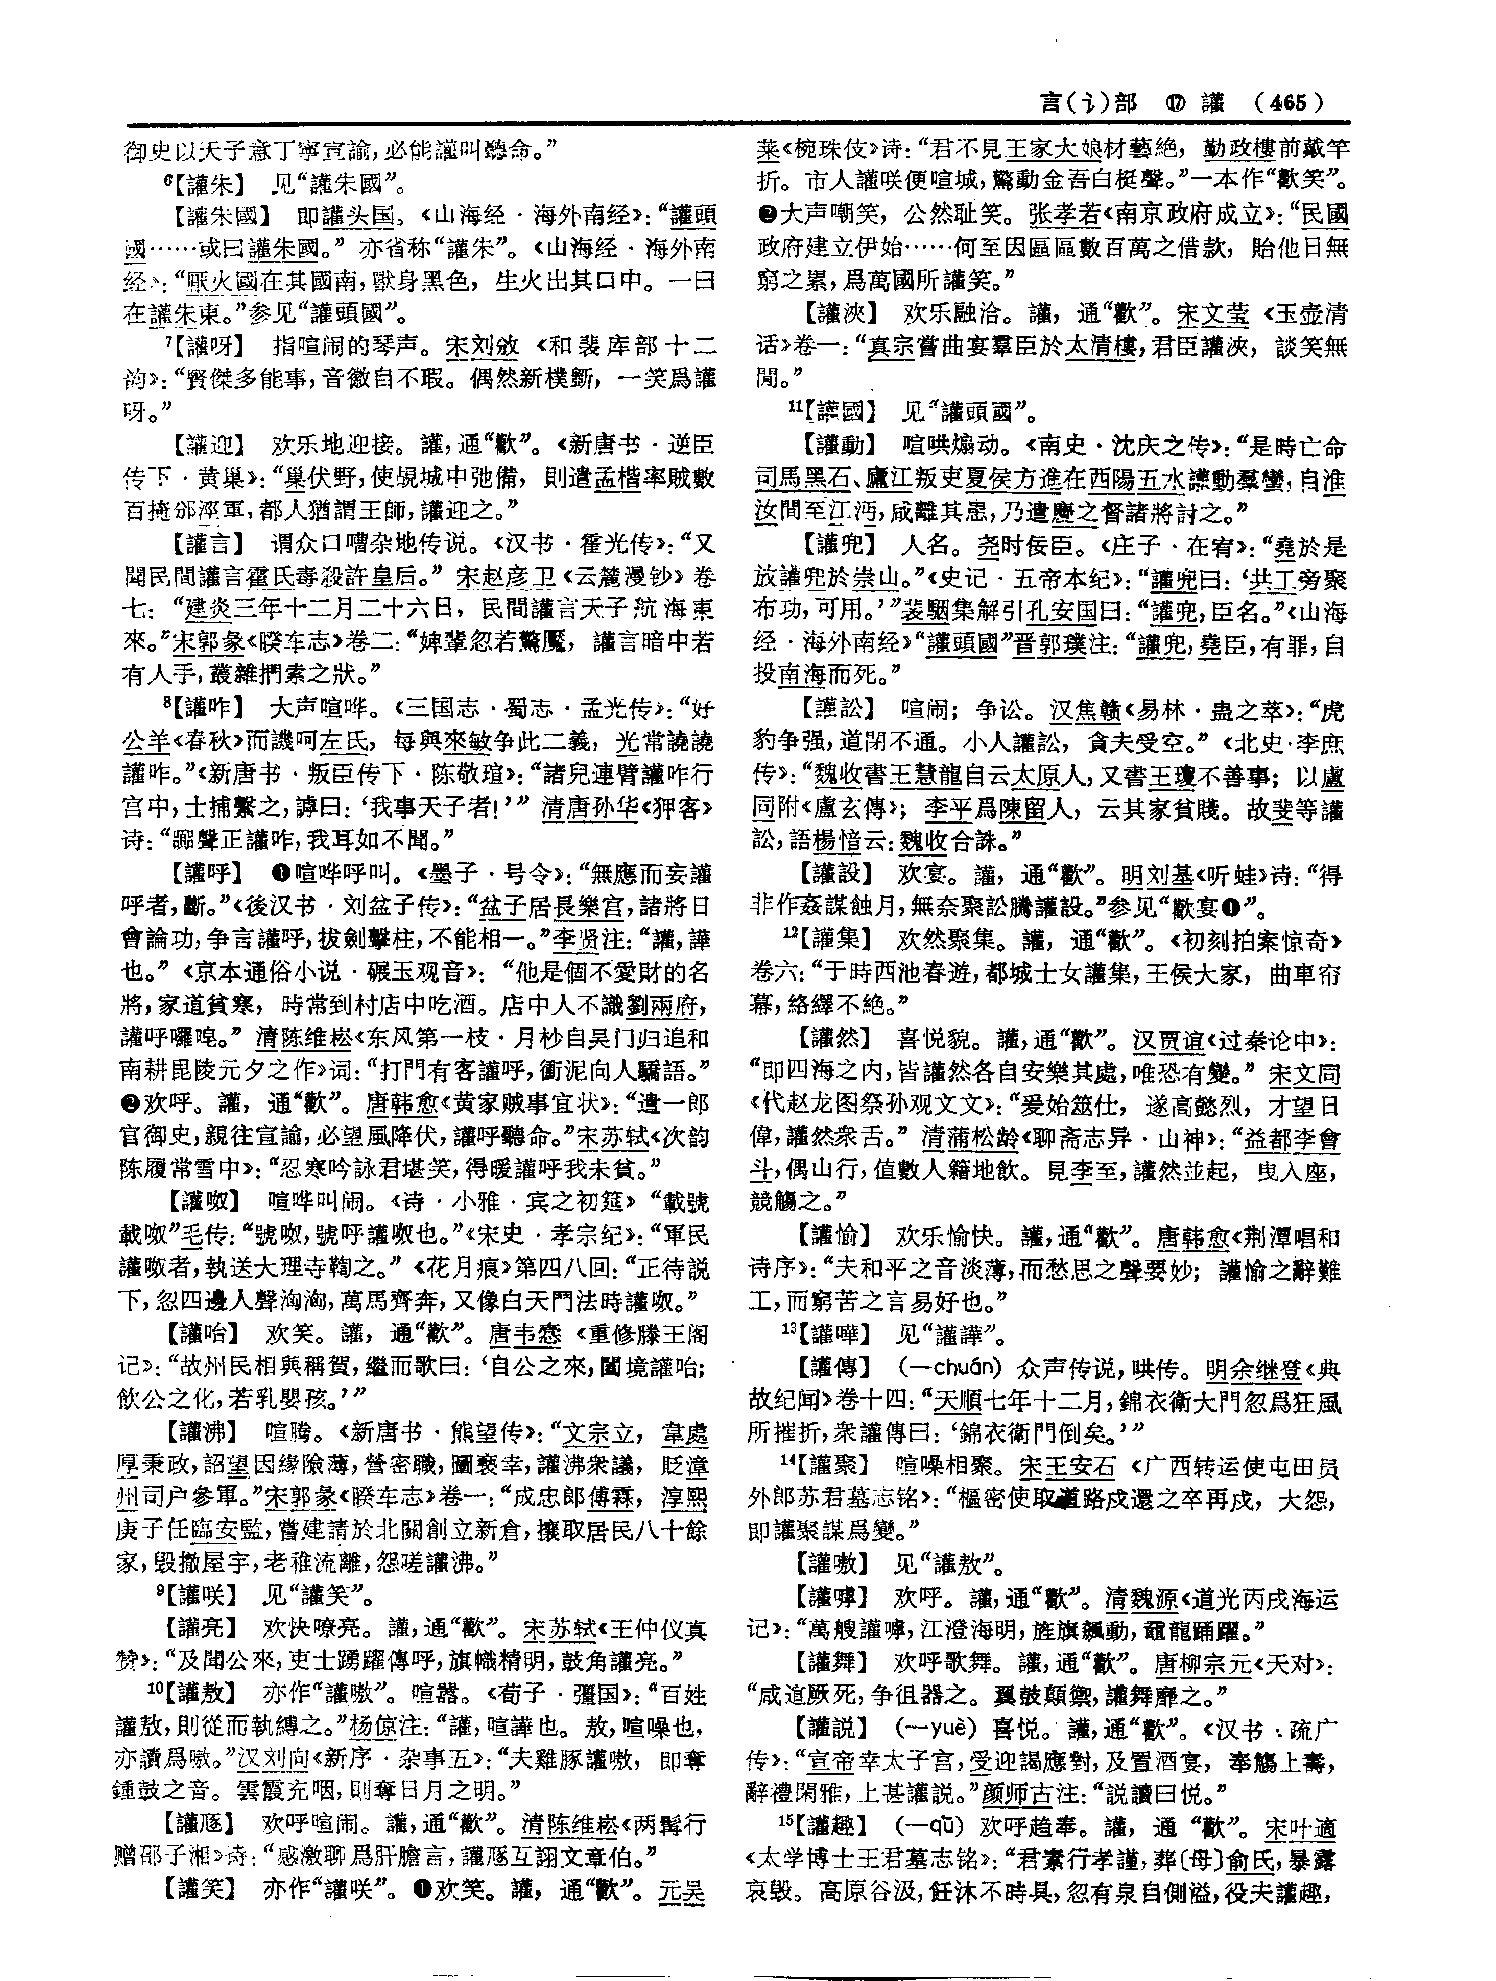 言(讠)部 ⑰ 讙 (465)
御史以天子意丁寧宣諭，必能讙叫聽命。”
⁶【讙朱】 见“讙朱國”。
【讙朱國】 即讙头国。《山海经·海外南经》：“讙頭
國……或曰讙朱國。” 亦省称“讙朱”。《山海经·海外南
经》：“厭火國在其國南，獸身黑色，生火出其口中。一曰
在讙朱東。”参见“讙頭國”。
⁷【讙呀】 指喧闹的琴声。宋刘敛《和裴库部十二
韵》：“賢傑多能事，音徽自不瑕。偶然新樸斲，一笑爲讙
呀。”
【讙迎】 欢乐地迎接。讙，通“歡”。《新唐书·逆臣
传下·黄巢》：“巢伏野，使覘城中弛備，則遣孟楷率賊數
百掩邠涇軍，都人猶謂王師，讙迎之。”
【讙言】 谓众口嘈杂地传说。《汉书·霍光传》：“又
聞民間讙言霍氏毒殺許皇后。” 宋赵彦卫《云麓漫钞》卷
七：“建炎三年十二月二十六日，民間讙言天子航海東
來。”宋郭彖《睽车志》卷二：“婢輩忽若驚魘，讙言暗中若
有人手，叢雜捫索之狀。”
⁸【讙咋】 大声喧哗。《三国志·蜀志·孟光传》：“好
公羊《春秋》而譏呵左氏，每與來敏争此二義，光常譊譊
讙咋。”《新唐书·叛臣传下·陈敬瑄》：“諸兒連臂讙咋行
宫中，士捕繫之，諄曰：‘我事天子者！’” 清唐孙华《狎客》
诗：“鼾聲正讙咋，我耳如不聞。”
【讙呼】 ❶喧哗呼叫。《墨子·号令》：“無應而妄讙
呼者，斷。”《後汉书·刘盆子传》：“盆子居長樂宫，諸將日
會論功，争言讙呼，拔劍擊柱，不能相一。”李贤注：“讙，譁
也。”《京本通俗小说·碾玉观音》：“他是個不愛財的名
將，家道貧寒，時常到村店中吃酒。店中人不識劉兩府，
讙呼囉唣。” 清陈维崧《东风第一枝·月杪自吴门归追和
南耕毘陵元夕之作》词：“打門有客讙呼，衝泥向人驕語。”
❷欢呼。讙，通“歡”。唐韩愈《黄家贼事宜状》：“遣一郎
官御史，親往宣諭，必望風降伏，讙呼聽命。”宋苏轼《次韵
陈履常雪中》：“忍寒吟詠君堪笑，得暖讙呼我未貧。”
【讙呶】 喧哗叫闹。《诗·小雅·宾之初筵》“載號
載呶”毛传：“號呶，號呼讙呶也。”《宋史·孝宗纪》：“軍民
讙呶者，執送大理寺鞫之。”《花月痕》第四八回：“正待説
下，忽四邊人聲洶洶，萬馬齊奔，又像白天鬥法時讙呶。”
【讙咍】 欢笑。讙，通“歡”。唐韦悫《重修滕王阁
记》：“故州民相與稱賀，繼而歌曰：‘自公之來，闔境讙咍；
飲公之化，若乳嬰孩。’”
【讙沸】 喧腾。《新唐书·熊望传》：“文宗立，韋處
厚秉政，詔望因缘險薄，營密職，圖褻幸，讙沸衆議，貶漳
州司户參軍。”宋郭彖《睽车志》卷一：“成忠郎傅霖，淳熙
庚子任臨安監，嘗建請於北關創立新倉，攘取居民八十餘
家，毁撤屋宇，老稚流離，怨嗟讙沸。”
⁹【讙咲】 见“讙笑”。
【讙亮】 欢快嘹亮。讙，通“歡”。宋苏轼《王仲仪真
赞》：“及聞公來，吏士踴躍傳呼，旗幟精明，鼓角讙亮。”
¹⁰【讙敖】 亦作“讙嗷”。喧嚣。《荀子·彊国》：“百姓
讙敖，則從而執縛之。”杨倞注：“讙，喧譁也。敖，喧噪也，
亦讀爲嗷。”汉刘向《新序·杂事五》：“夫雞豚讙嗷，即奪
鍾鼓之音。雲霞充咽，則奪日月之明。”
【讙豗】 欢呼喧闹。讙，通“歡”。清陈维崧《两髯行
赠邵子湘》诗：“感激聊爲肝膽言，讙豗互詡文章伯。”
【讙笑】 亦作“讙咲”。❶欢笑。讙，通“歡”。元吴
莱《椀珠伎》诗：“君不見王家大娘材藝絶，勤政樓前戴竿
折。市人讙咲便喧城，驚動金吾白梃聲。”一本作“歡笑”。
❷大声嘲笑，公然耻笑。张孝若《南京政府成立》：“民國
政府建立伊始……何至因區區數百萬之借款，貽他日無
窮之累，爲萬國所讙笑。”
【讙浹】 欢乐融洽。讙，通“歡”。宋文莹《玉壶清
话》卷一：“真宗嘗曲宴羣臣於太清樓，君臣讙浹，談笑無
閒。”
¹¹【讙國】 见“讙頭國”。
【讙動】 喧哄煽动。《南史·沈庆之传》：“是時亡命
司馬黑石、廬江叛吏夏侯方進在西陽五水讙動羣蠻，自淮
汝間至江沔，咸離其患，乃遣慶之督諸將討之。”
【讙兜】 人名。尧时佞臣。《庄子·在宥》：“堯於是
放讙兜於崇山。”《史记·五帝本纪》：“讙兜曰：‘共工旁聚
布功，可用。’”裴駰集解引孔安国曰：“讙兜，臣名。”《山海
经·海外南经》“讙頭國”晋郭璞注：“讙兜，堯臣，有罪，自
投南海而死。”
【讙訟】 喧闹；争讼。汉焦赣《易林·蛊之萃》：“虎
豹争强，道閉不通。小人讙訟，貪夫受空。”《北史·李庶
传》：“魏收書王慧龍自云太原人，又書王瓊不善事；以盧
同附《盧玄傳》；李平爲陳留人，云其家貧賤。故斐等讙
訟，語楊愔云：魏收合誅。”
【讙設】 欢宴。讙，通“歡”。明刘基《听蛙》诗：“得
非作姦謀蝕月，無奈聚訟騰讙設。”参见“歡宴❶”。
¹²【讙集】 欢然聚集。讙，通“歡”。《初刻拍案惊奇》
卷六：“于時西池春遊，都城士女讙集，王侯大家，曲車帘
幕，絡繹不絶。”
【讙然】 喜悦貌。讙，通“歡”。汉贾谊《过秦论中》：
“即四海之内，皆讙然各自安樂其處，唯恐有變。” 宋文同
《代赵龙图祭孙观文文》：“爰始筮仕，遂高懿烈，才望日
偉，讙然衆舌。” 清蒲松龄《聊斋志异·山神》：“益都李會
斗，偶山行，值數人籍地飲。見李至，讙然並起，曳入座，
競觴之。”
【讙愉】 欢乐愉快。讙，通“歡”。唐韩愈《荆潭唱和
诗序》：“夫和平之音淡薄，而愁思之聲要妙；讙愉之辭難
工，而窮苦之言易好也。”
¹³【讙嘩】 见“讙譁”。
【讙傳】 (—chuán) 众声传说，哄传。明余继登《典
故纪闻》卷十四：“天順七年十二月，錦衣衛大門忽爲狂風
所摧折，衆讙傳曰：‘錦衣衛門倒矣。’”
¹⁴【讙聚】 喧噪相聚。宋王安石《广西转运使屯田员
外郎苏君墓志铭》：“樞密使取道路戍還之卒再戍，大怨，
即讙聚謀爲變。”
【讙嗷】 见“讙敖”。
【讙嘑】 欢呼。讙，通“歡”。清魏源《道光丙戌海运
记》：“萬艘讙嘑，江澄海明，旌旗飆動，黿龍踊躍。”
【讙舞】 欢呼歌舞。讙，通“歡”。唐柳宗元《天对》：
“咸逭厥死，争徂器之。翼鼓顛禦，讙舞靡之。”
【讙説】 (—yuè) 喜悦。讙，通“歡”。《汉书·疏广
传》：“宣帝幸太子宫，受迎謁應對，及置酒宴，奉觴上壽，
辭禮閑雅，上甚讙説。”颜师古注：“説讀曰悦。”
¹⁵【讙趣】 (—qù) 欢呼趋奉。讙，通“歡”。宋叶適
《太学博士王君墓志铭》：“君素行孝謹，葬〔母〕俞氏，暴露
哀毁。高原谷汲，飪沐不時具，忽有泉自側溢，役夫讙趣，